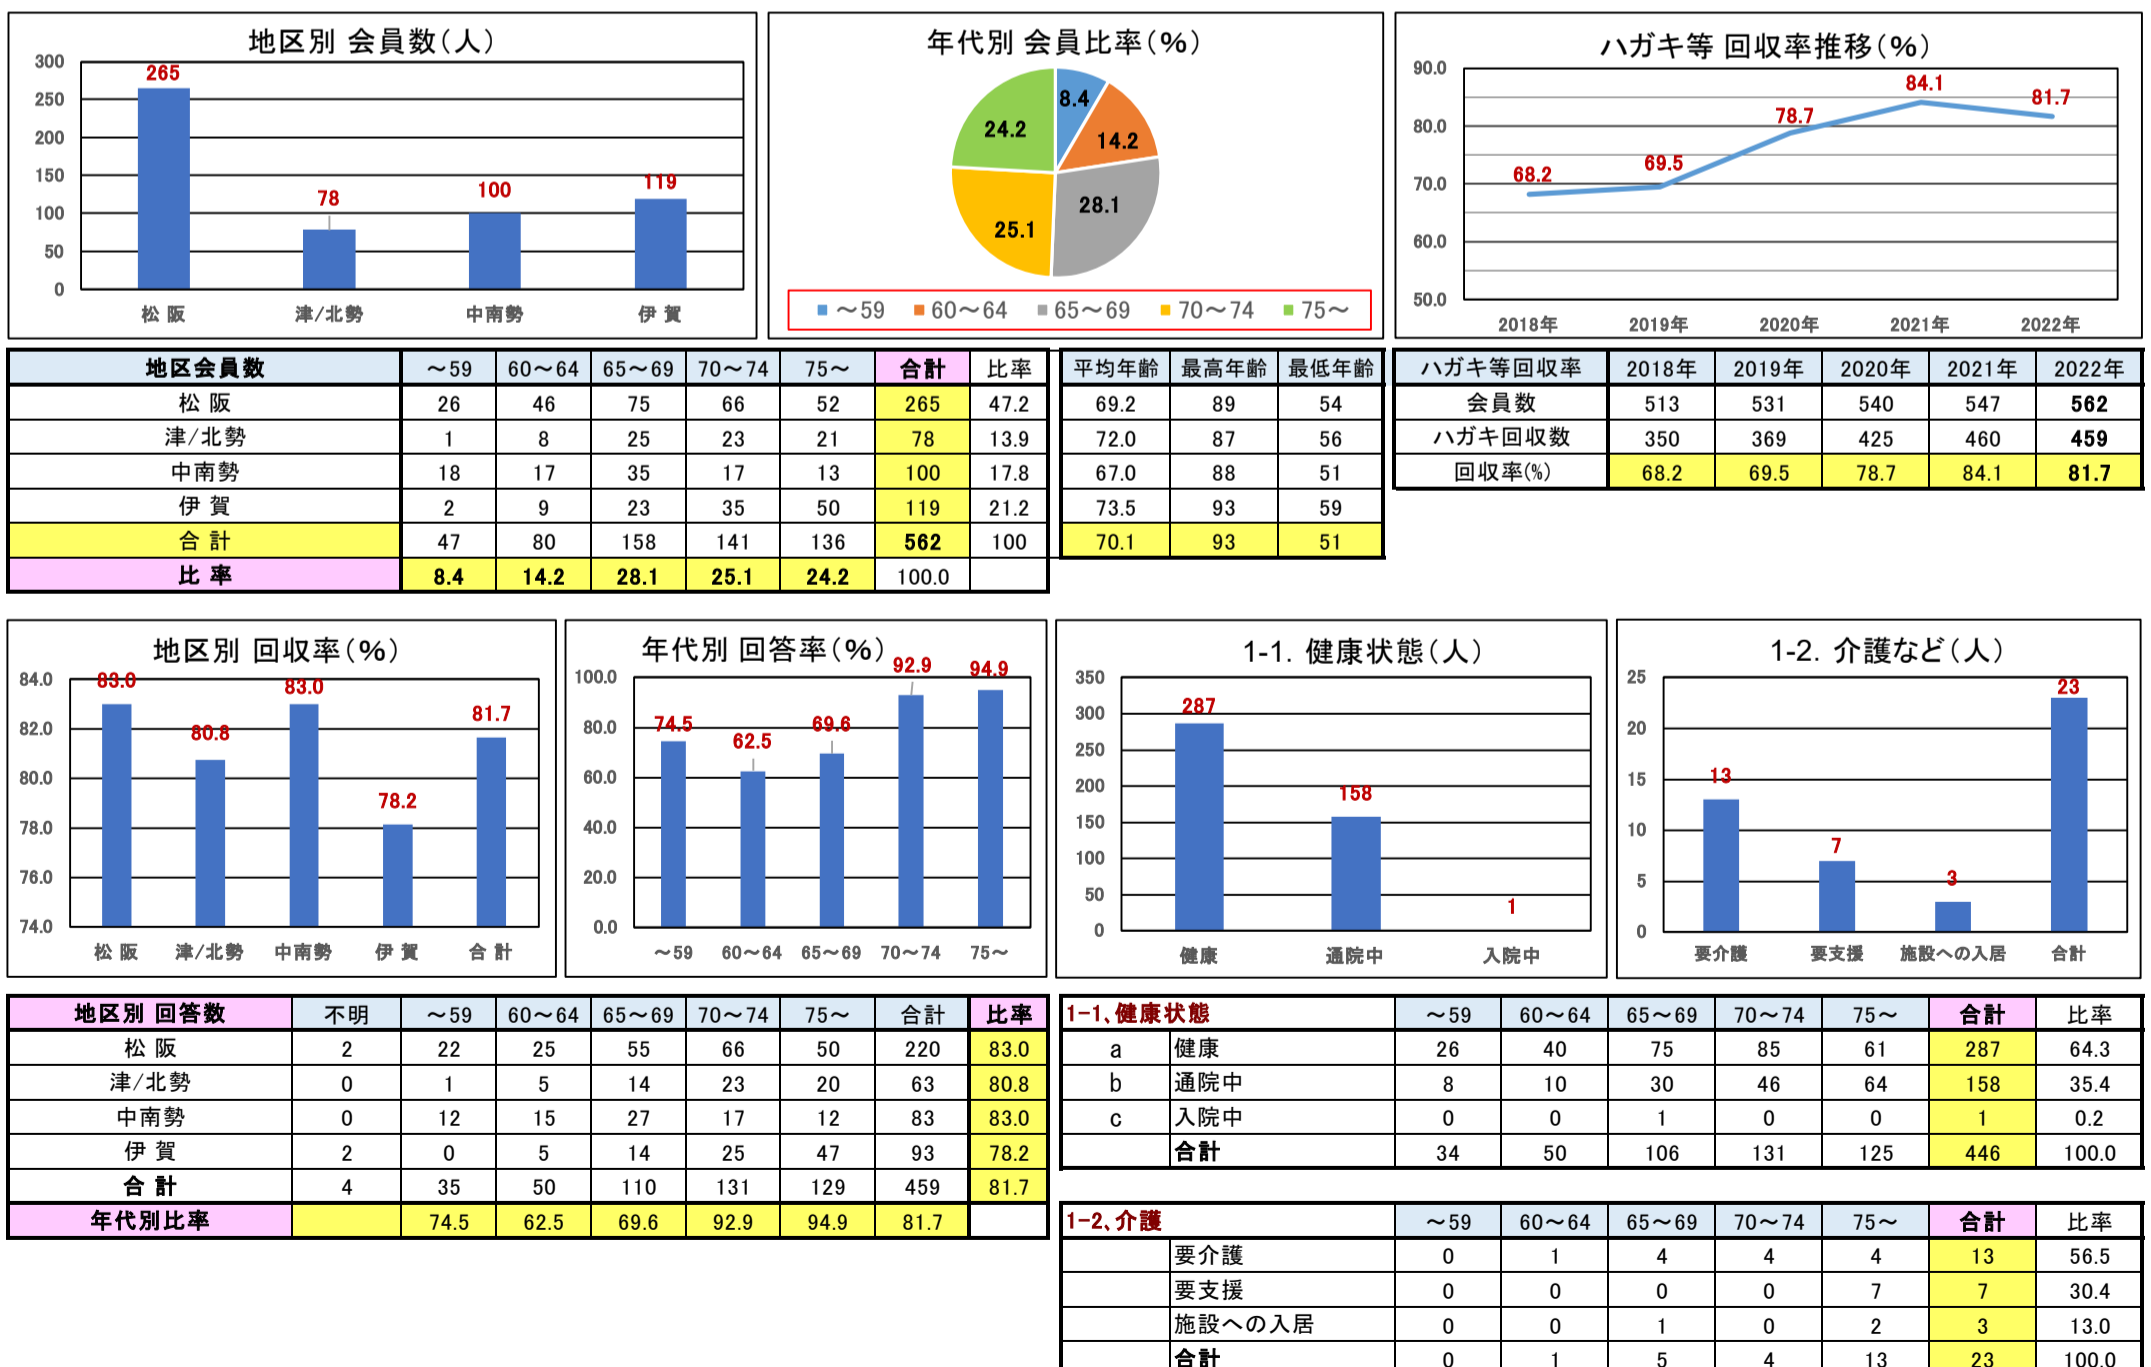 地区別 会員数(人)
300
250
200
150
100
50
0
265
78
100
119
松 阪 津/北勢 中南勢 伊 賀
年代別 会員比率(%)
8.4
14.2
28.1
25.1
24.2
～59 60～64 65～69 70～74 75～
ハガキ等 回収率推移(%)
90.0
80.0
70.0
60.0
50.0
68.2
69.5
78.7
84.1
81.7
2018年 2019年 2020年 2021年 2022年
地区会員数 ～59 60～64 65～69 70～74 75～ 合計 比率
松 阪 26 46 75 66 52 265 47.2
津/北勢 1 8 25 23 21 78 13.9
中南勢 18 17 35 17 13 100 17.8
伊 賀 2 9 23 35 50 119 21.2
合 計 47 80 158 141 136 562 100
比 率 8.4 14.2 28.1 25.1 24.2 100.0
平均年齢 最高年齢 最低年齢
69.2 89 54
72.0 87 56
67.0 88 51
73.5 93 59
70.1 93 51
ハガキ等回収率 2018年 2019年 2020年 2021年 2022年
会員数 513 531 540 547 562
ハガキ回収数 350 369 425 460 459
回収率(%) 68.2 69.5 78.7 84.1 81.7
地区別 回収率(%)
84.0
82.0
80.0
78.0
76.0
74.0
83.0
80.8
83.0
78.2
81.7
松 阪 津/北勢 中南勢 伊 賀 合 計
年代別 回答率(%)
100.0
80.0
60.0
40.0
20.0
0.0
74.5
62.5
69.6
92.9
94.9
～59 60～64 65～69 70～74 75～
1-1. 健康状態(人)
350
300
250
200
150
100
50
0
287
158
1
健康 通院中 入院中
1-2. 介護など(人)
25
20
15
10
5
0
13
7
3
23
要介護 要支援 施設への入居 合計
地区別 回答数 不明 ～59 60～64 65～69 70～74 75～ 合計 比率
松 阪 2 22 25 55 66 50 220 83.0
津/北勢 0 1 5 14 23 20 63 80.8
中南勢 0 12 15 27 17 12 83 83.0
伊 賀 2 0 5 14 25 47 93 78.2
合 計 4 35 50 110 131 129 459 81.7
年代別比率 74.5 62.5 69.6 92.9 94.9 81.7
1-1、健康状態 ～59 60～64 65～69 70～74 75～ 合計 比率
a 健康 26 40 75 85 61 287 64.3
b 通院中 8 10 30 46 64 158 35.4
c 入院中 0 0 1 0 0 1 0.2
合計 34 50 106 131 125 446 100.0
1-2、介護 ～59 60～64 65～69 70～74 75～ 合計 比率
要介護 0 1 4 4 4 13 56.5
要支援 0 0 0 0 7 7 30.4
施設への入居 0 0 1 0 2 3 13.0
合計 0 1 5 4 13 23 100.0